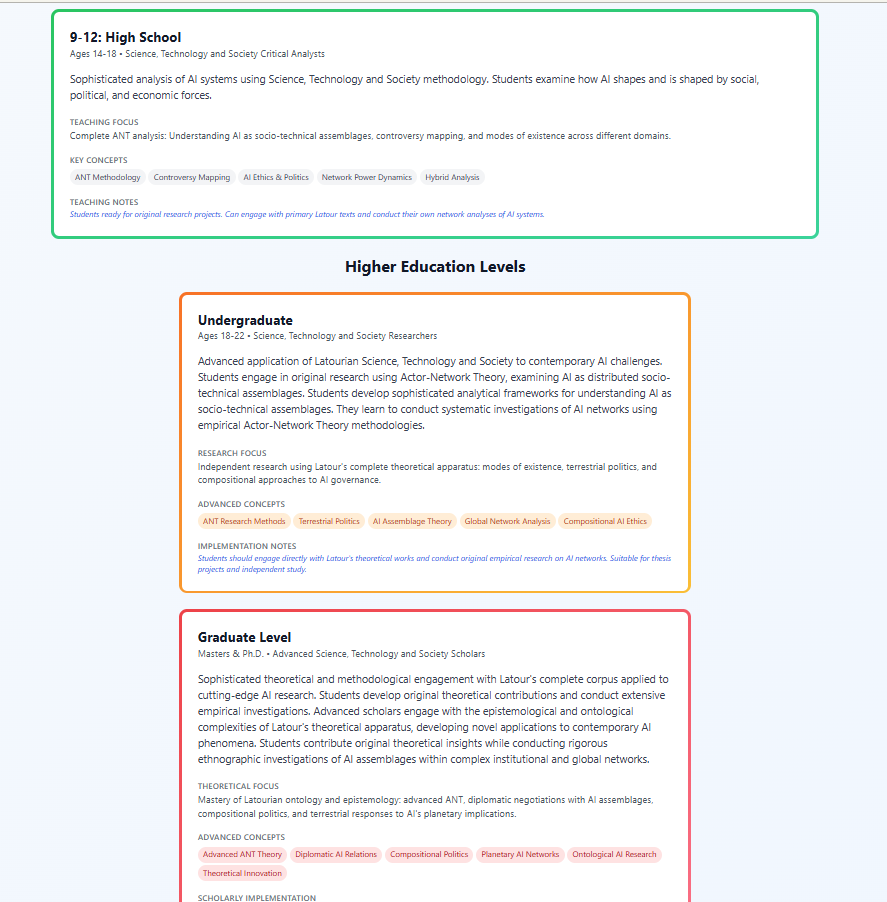 9-12: High School
Ages 14-18 • Science, Technology and Society Critical Analysts
Sophisticated analysis of AI systems using Science, Technology and Society methodology. Students examine how AI shapes and is shaped by social,
political, and economic forces.
TEACHING FOCUS
Complete ANT analysis: Understanding AI as socio-technical assemblages, controversy mapping, and modes of existence across different domains.
KEY CONCEPTS
ANT Methodology Controversy Mapping AI Ethics & Politics Network Power Dynamics Hybrid Analysis
TEACHING NOTES
Students ready for original research projects. Can engage with primary Latour texts and conduct their own network analyses of AI systems.
Higher Education Levels
Undergraduate
Ages 18-22 • Science, Technology and Society Researchers
Advanced application of Latourian Science, Technology and Society to contemporary AI challenges.
Students engage in original research using Actor-Network Theory, examining AI as distributed socio-
technical assemblages. Students develop sophisticated analytical frameworks for understanding AI as
socio-technical assemblages. They learn to conduct systematic investigations of AI networks using
empirical Actor-Network Theory methodologies.
RESEARCH FOCUS
Independent research using Latour's complete theoretical apparatus: modes of existence, terrestrial politics, and
compositional approaches to AI governance.
ADVANCED CONCEPTS
ANT Research Methods Terrestrial Politics AI Assemblage Theory Global Network Analysis Compositional AI Ethics
IMPLEMENTATION NOTES
Students should engage directly with Latour's theoretical works and conduct original empirical research on AI networks. Suitable for thesis
projects and independent study.
Graduate Level
Masters & Ph.D. • Advanced Science, Technology and Society Scholars
Sophisticated theoretical and methodological engagement with Latour's complete corpus applied to
cutting-edge AI research. Students develop original theoretical contributions and conduct extensive
empirical investigations. Advanced scholars engage with the epistemological and ontological
complexities of Latour's theoretical apparatus, developing novel applications to contemporary AI
phenomena. Students contribute original theoretical insights while conducting rigorous
ethnographic investigations of AI assemblages within complex institutional and global networks.
THEORETICAL FOCUS
Mastery of Latourian ontology and epistemology: advanced ANT, diplomatic negotiations with AI assemblages,
compositional politics, and terrestrial responses to AI's planetary implications.
ADVANCED CONCEPTS
Advanced ANT Theory Diplomatic AI Relations Compositional Politics Planetary AI Networks Ontological AI Research
Theoretical Innovation
SCHOLARLY IMPLEMENTATION